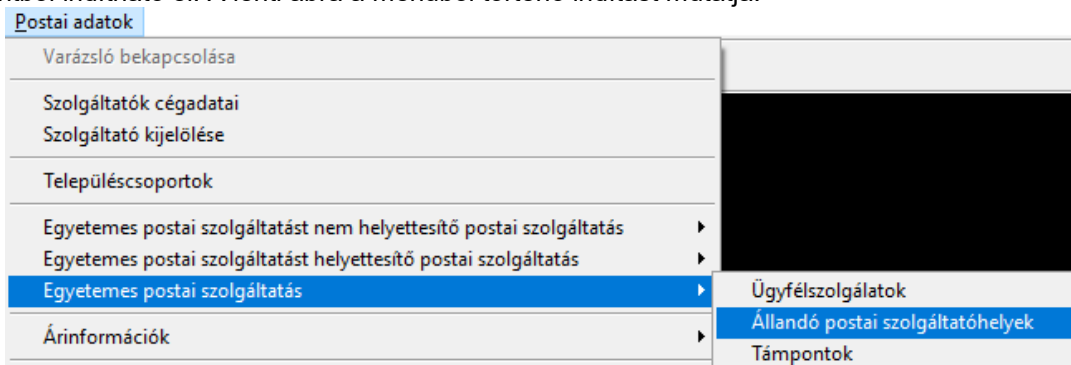 Postai adatok
Varázsló bekapcsolása
Szolgáltatók cégadatai
Szolgáltató kijelölése
Településcsoportok
Egyetemes postai szolgáltatást nem helyettesítő postai szolgáltatás
Egyetemes postai szolgáltatást helyettesítő postai szolgáltatás
Egyetemes postai szolgáltatás
Ügyfélszolgálatok
Állandó postai szolgáltatóhelyek
Árinformációk
Támpontok